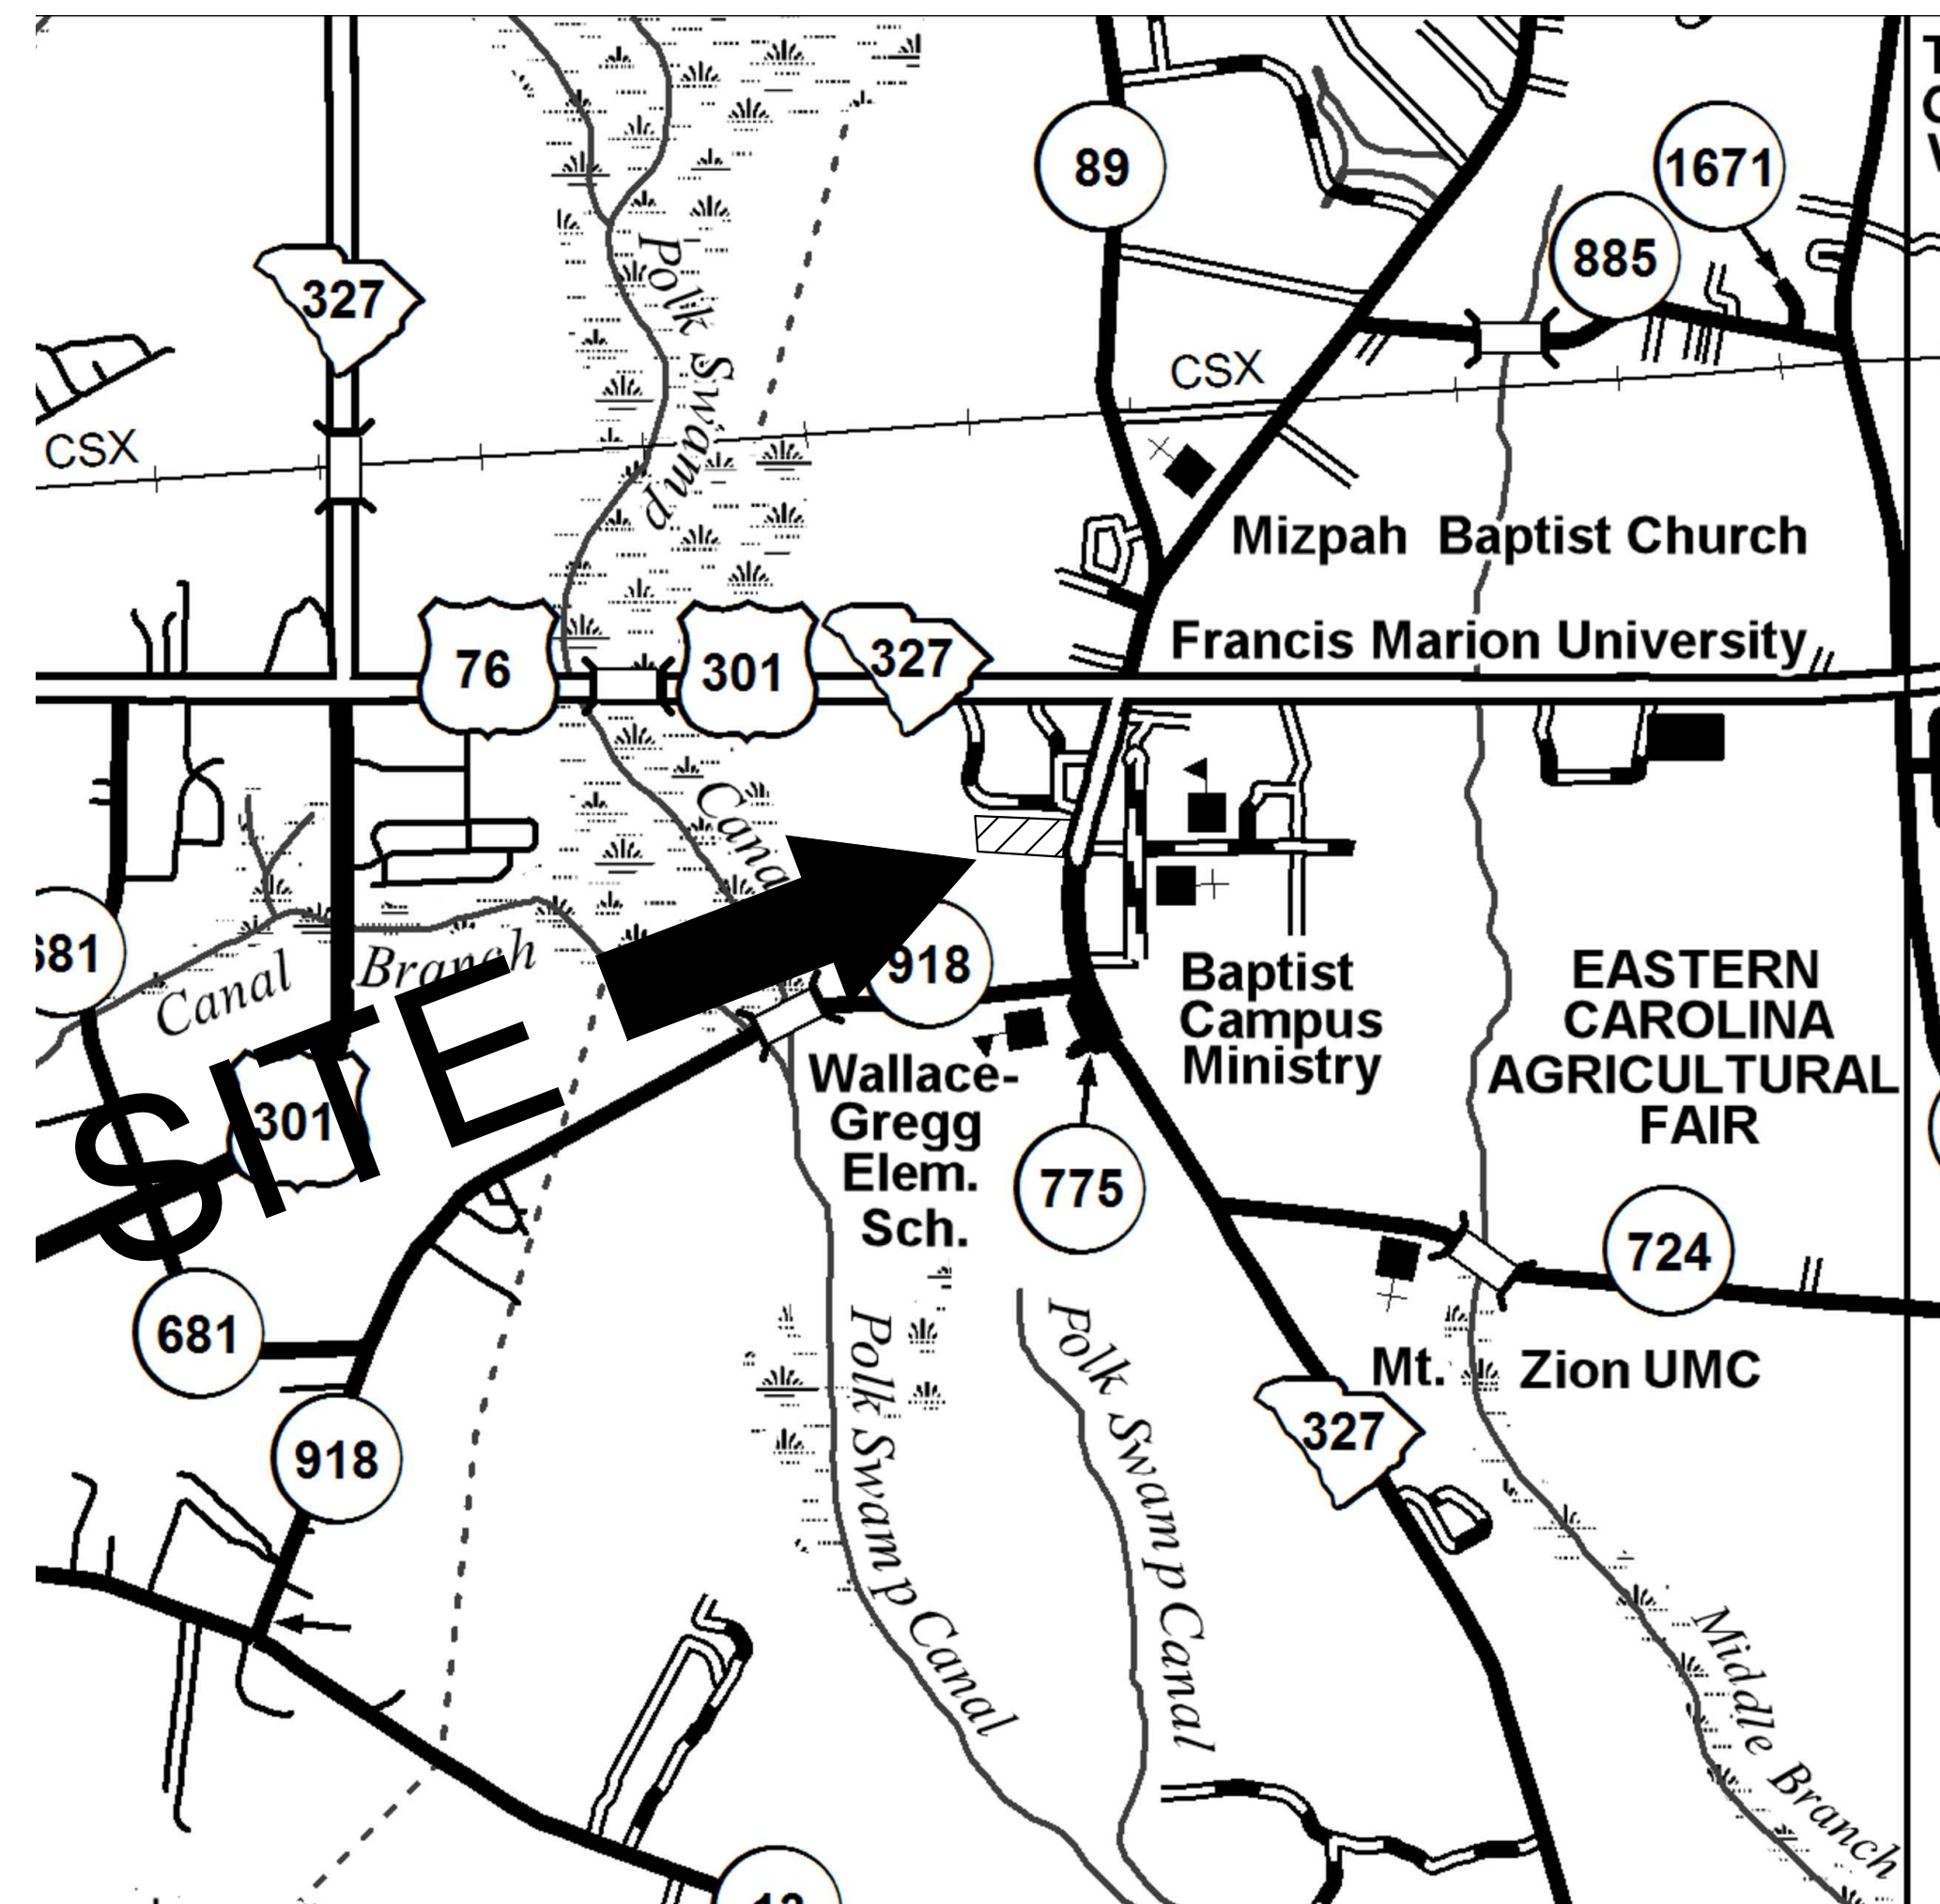 89
1671
885
327
Polk Swamp
CSX
CSX
Mizpah Baptist Church
Francis Marion University
76
301
327
Canal
681
918
Canal Branch
SITE
301
Baptist
Campus
Ministry
EASTERN
CAROLINA
AGRICULTURAL
FAIR
Wallace-
Gregg
Elem.
Sch.
775
724
681
Mt. Zion UMC
327
918
Polk Swamp Canal
Polk Swamp Canal
Middle Branch